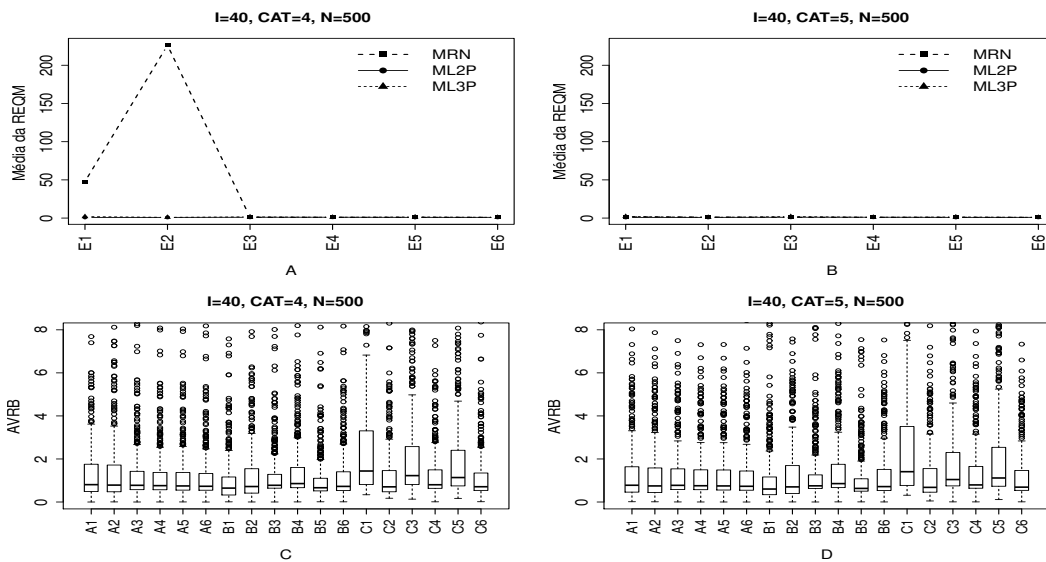 I=40, CAT=4, N=500
Média da REQM
200
150
100
50
0
MRN
ML2P
ML3P
E1 E2 E3 E4 E5 E6
A
I=40, CAT=5, N=500
Média da REQM
200
150
100
50
0
MRN
ML2P
ML3P
E1 E2 E3 E4 E5 E6
B
I=40, CAT=4, N=500
AVRB
8
6
4
2
0
A1 A2 A3 A4 A5 A6 B1 B2 B3 B4 B5 B6 C1 C2 C3 C4 C5 C6
C
I=40, CAT=5, N=500
AVRB
8
6
4
2
0
A1 A2 A3 A4 A5 A6 B1 B2 B3 B4 B5 B6 C1 C2 C3 C4 C5 C6
D